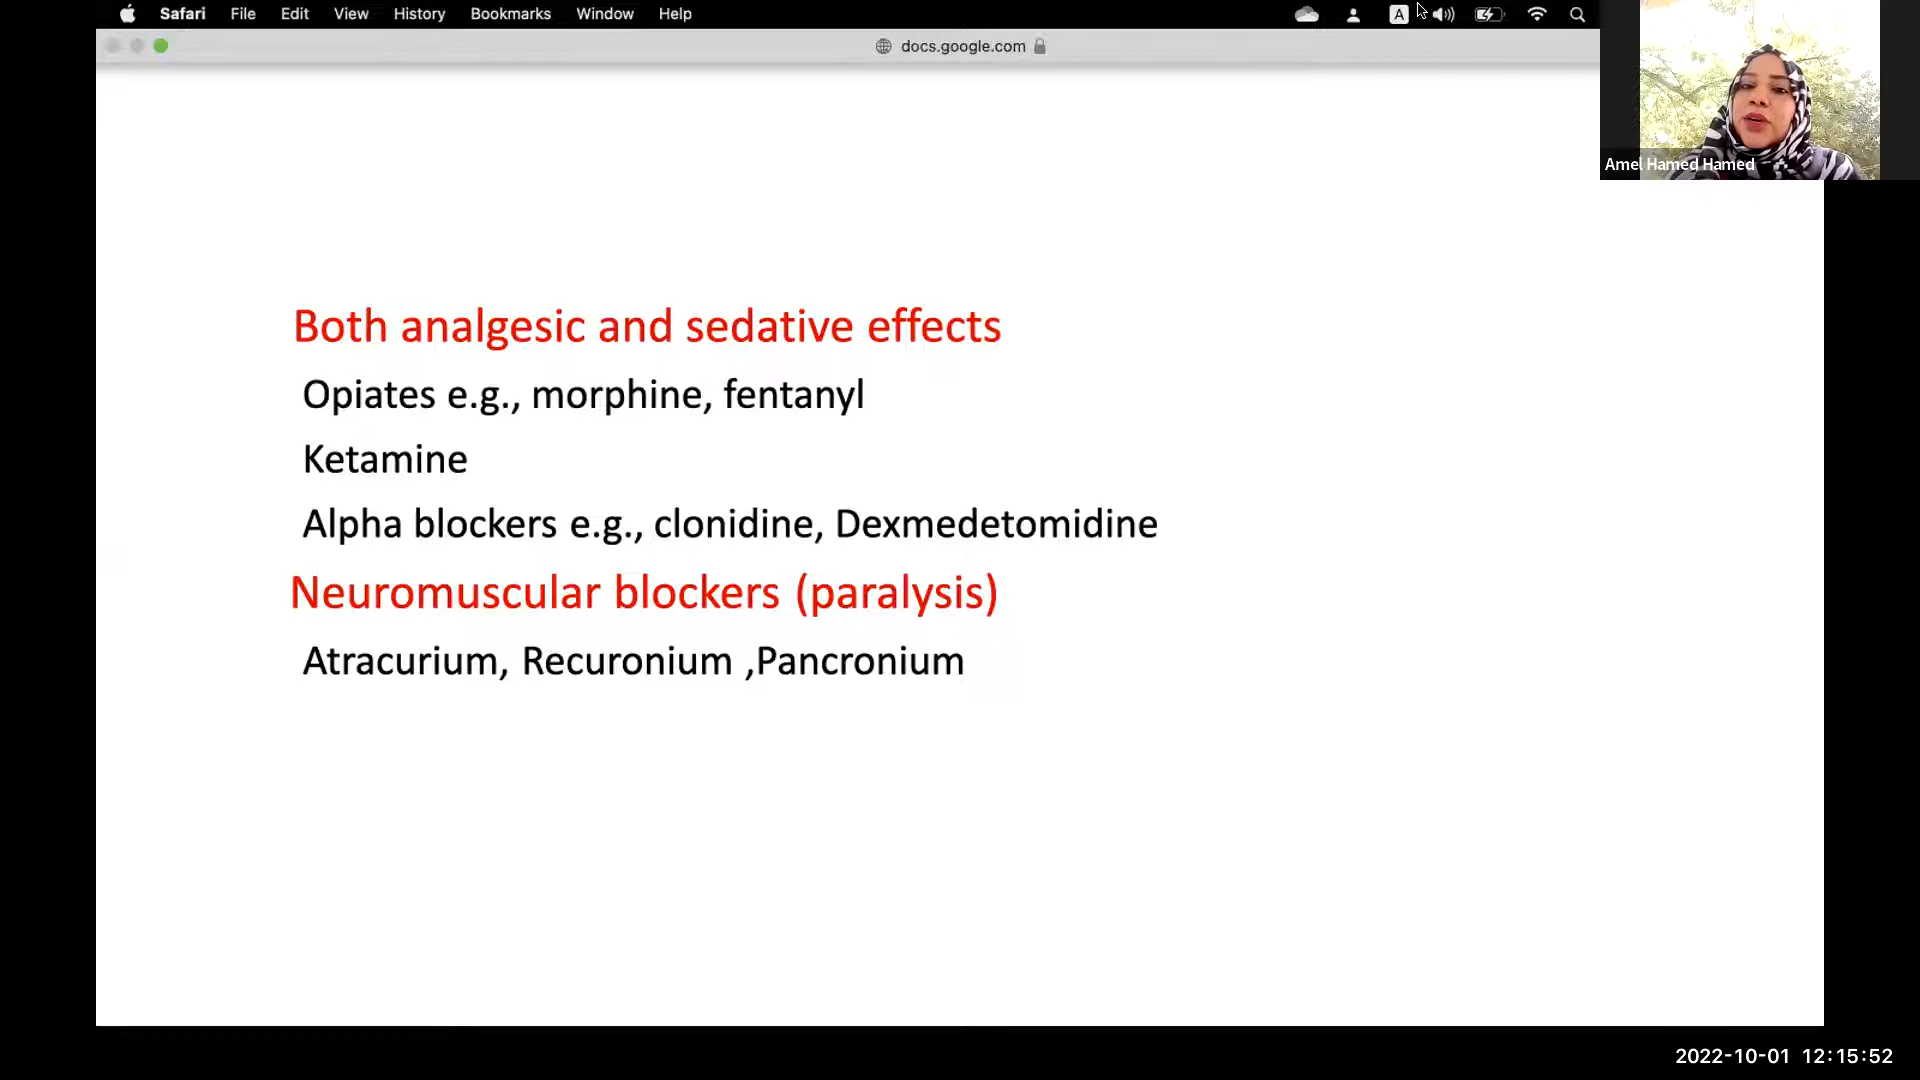 Safari File Edit View History Bookmarks Window Help A
docs.google.com
Amel Hamed Hamed
Both analgesic and sedative effects
Opiates e.g., morphine, fentanyl
Ketamine
Alpha blockers e.g., clonidine, Dexmedetomidine
Neuromuscular blockers (paralysis)
Atracurium, Recuronium ,Pancronium
2022-10-01 12:15:52